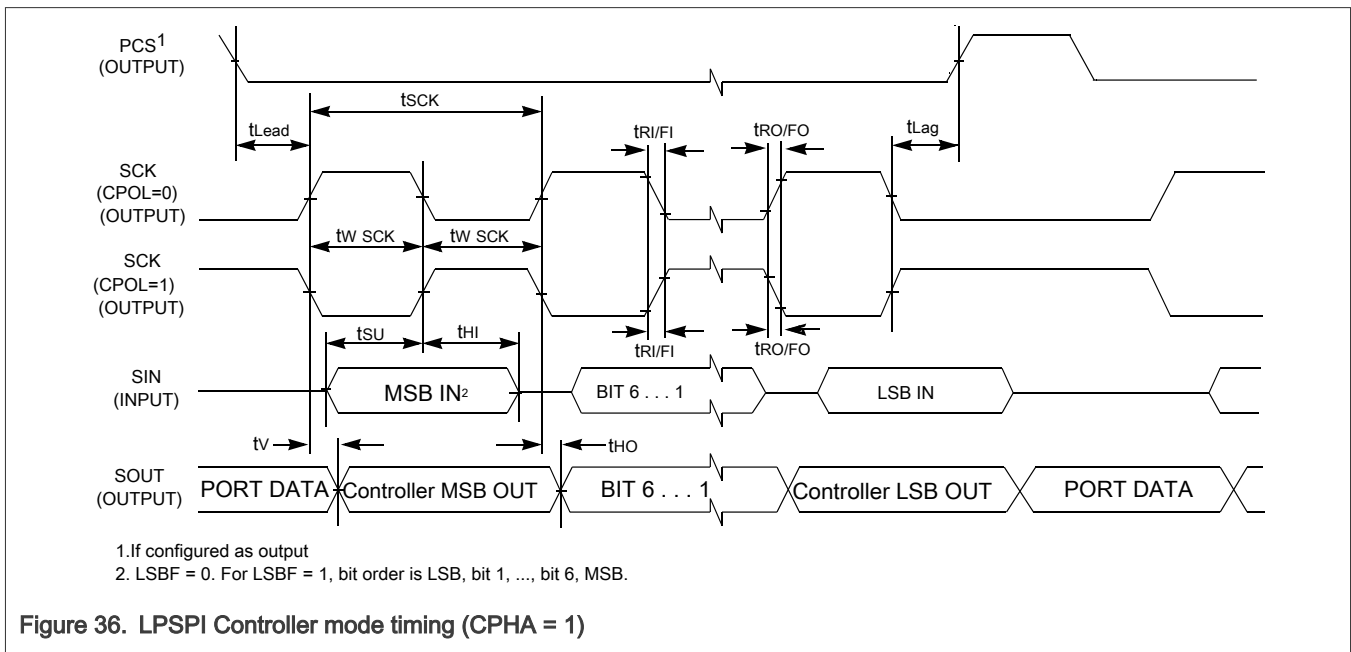 PCS1
(OUTPUT)
tSCK
tLead
tRI/FI
tRO/FO
tLag
SCK
(CPOL=0)
(OUTPUT)
tW SCK
tW SCK
SCK
(CPOL=1)
(OUTPUT)
tSU
tHI
tRI/FI
tRO/FO
SIN
(INPUT)
MSB IN2
BIT 6 . . . 1
LSB IN
tV
tHO
SOUT
(OUTPUT)
PORT DATA
Controller MSB OUT
BIT 6 . . . 1
Controller LSB OUT
PORT DATA
1.If configured as output
2. LSBF = 0. For LSBF = 1, bit order is LSB, bit 1, ..., bit 6, MSB.
Figure 36. LPSPI Controller mode timing (CPHA = 1)